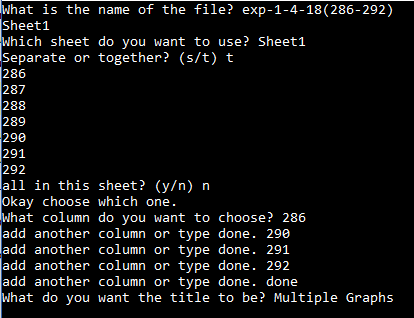 What is the name of the file? exp-1-4-18(286-292)
Sheet1
Which sheet do you want to use? Sheet1
Separate or together? (s/t) t
286
287
288
289
290
291
292
all in this sheet? (y/n) n
Okay choose which one.
What column do you want to choose? 286
add another column or type done. 290
add another column or type done. 291
add another column or type done. 292
add another column or type done. done
What do you want the title to be? Multiple Graphs